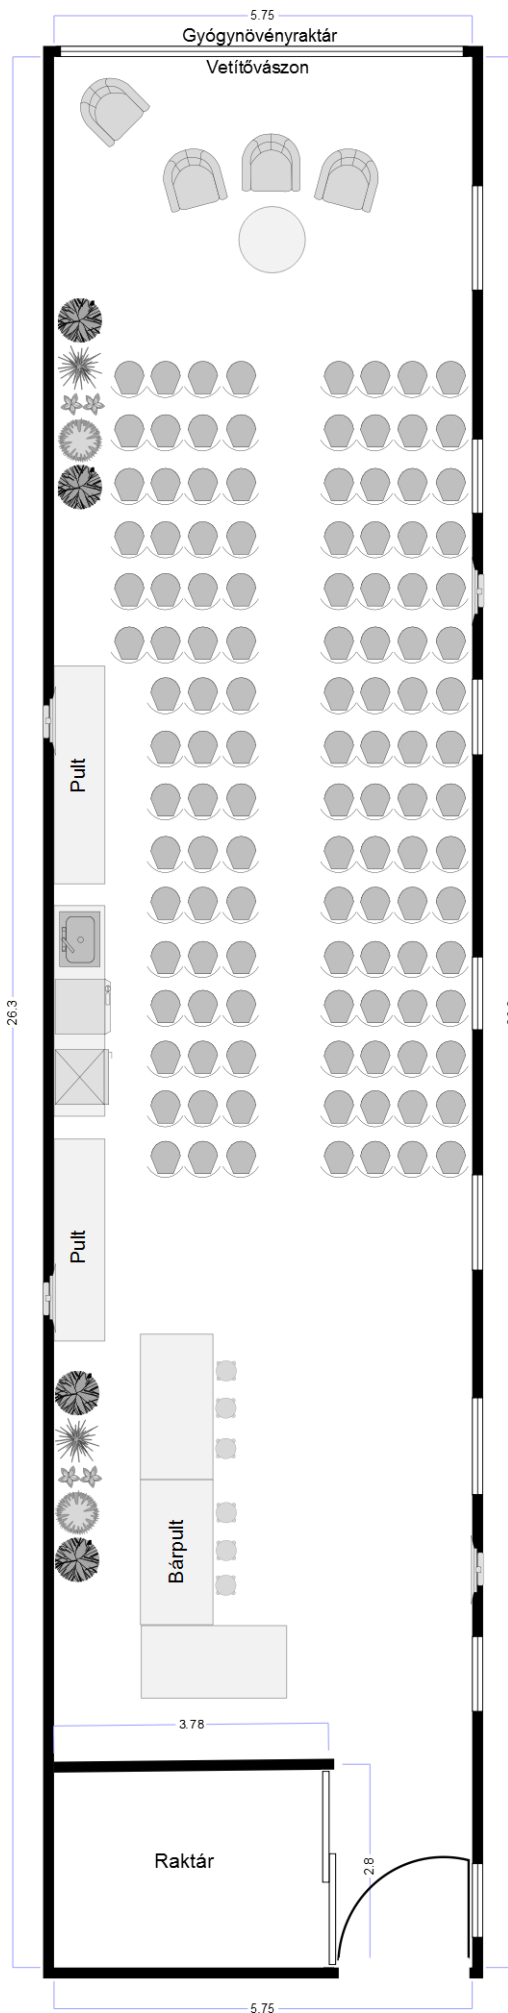 5.75
Gyógynövényraktár
Vetítővászon
Pult
26.3
Pult
Bárpult
3.78
2.8
Raktár
5.75